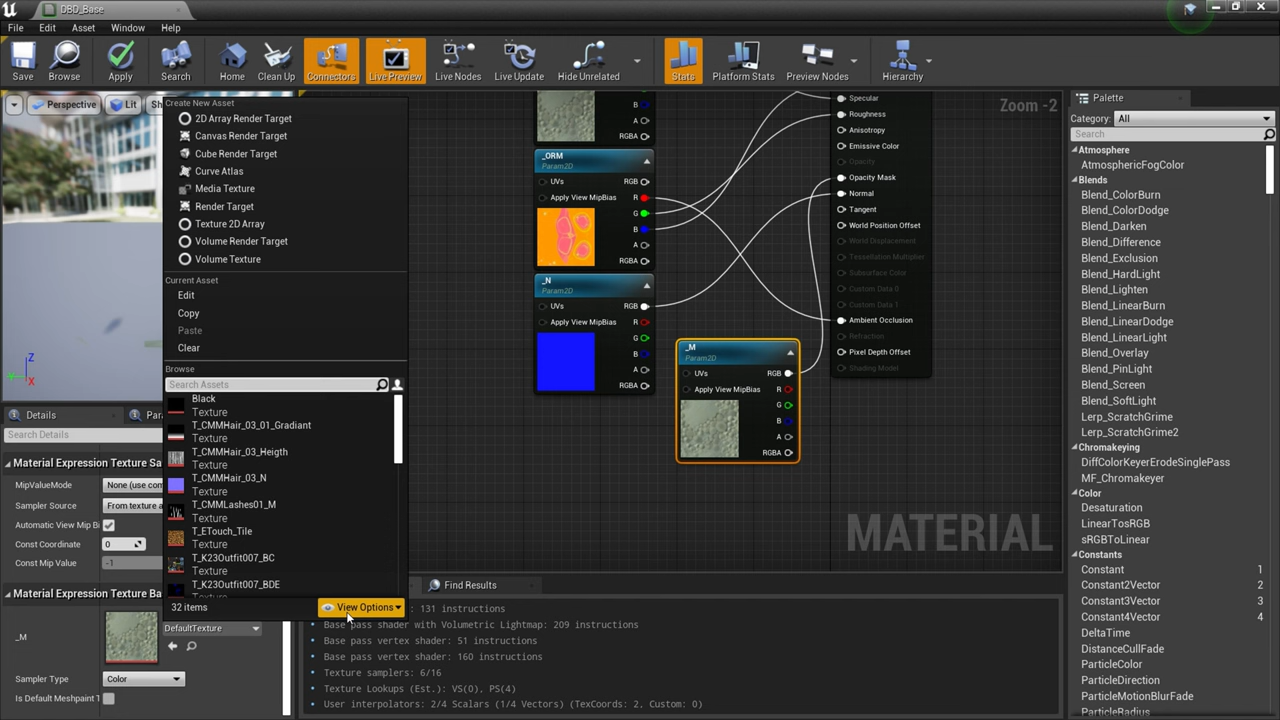 DBD_Base
File Edit Asset Window Help
Save Browse Apply Search Home Clean Up Connectors Live Preview Live Nodes Live Update Hide Unrelated Stats Platform Stats Preview Nodes Hierarchy
Perspective Lit Sh
Create New Asset
2D Array Render Target
Canvas Render Target
Cube Render Target
Curve Atlas
Media Texture
Render Target
Texture 2D Array
Volume Render Target
Volume Texture
Current Asset
Edit
Copy
Paste
Clear
Browse
Search Assets
Black
Texture
T_CMMHair_03_01_Gradiant
Texture
T_CMMHair_03_Heigth
Texture
T_CMMHair_03_N
Texture
T_CMMLashes01_M
Texture
T_ETouch_Tile
Texture
T_K23Outfit007_BC
Texture
T_K23Outfit007_BDE
32 items
View Options
Details
Par
Search Details
Material Expression Texture Sa
MipValueMode None (use com
Sampler Source From texture a
Automatic View Mip Bi
Const Coordinate 0
Const Mip Value -1
Material Expression Texture Ba
_M
DefaultTexture
Sampler Type Color
Is Default Meshpaint T
Zoom -2
B
A
RGBA
_ORM
Param2D
UVs RGB
Apply View MipBias R
G
B
A
RGBA
_N
Param2D
UVs RGB
Apply View MipBias R
G
B
A
RGBA
_M
Param2D
UVs RGB
Apply View MipBias R
G
B
A
RGBA
Specular
Roughness
Anisotropy
Emissive Color
Opacity
Opacity Mask
Normal
Tangent
World Position Offset
World Displacement
Tessellation Multiplier
Subsurface Color
Custom Data 0
Custom Data 1
Ambient Occlusion
Refraction
Pixel Depth Offset
Shading Model
MATERIAL
Find Results
: 131 instructions
Base pass shader with Volumetric Lightmap: 209 instructions
Base pass vertex shader: 51 instructions
Base pass vertex shader: 160 instructions
Texture samplers: 6/16
Texture Lookups (Est.): VS(0), PS(4)
User interpolators: 2/4 Scalars (1/4 Vectors) (TexCoords: 2, Custom: 0)
Palette
Category: All
Search
Atmosphere
AtmosphericFogColor
Blends
Blend_ColorBurn
Blend_ColorDodge
Blend_Darken
Blend_Difference
Blend_Exclusion
Blend_HardLight
Blend_Lighten
Blend_LinearBurn
Blend_LinearDodge
Blend_LinearLight
Blend_Overlay
Blend_PinLight
Blend_Screen
Blend_SoftLight
Lerp_ScratchGrime
Lerp_ScratchGrime2
Chromakeying
DiffColorKeyerErodeSinglePass
MF_Chromakeyer
Color
Desaturation
LinearTosRGB
sRGBToLinear
Constants
Constant 1
Constant2Vector 2
Constant3Vector 3
Constant4Vector 4
DeltaTime
DistanceCullFade
ParticleColor
ParticleDirection
ParticleMotionBlurFade
ParticleRadius